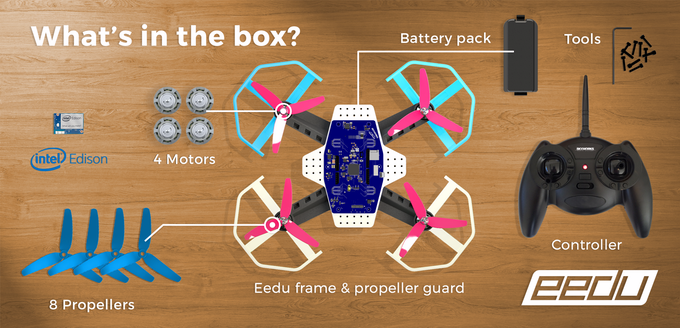 What's in the box?
Battery pack
Tools
intel Edison
4 Motors
Controller
Eedu frame & propeller guard
8 Propellers
eedu